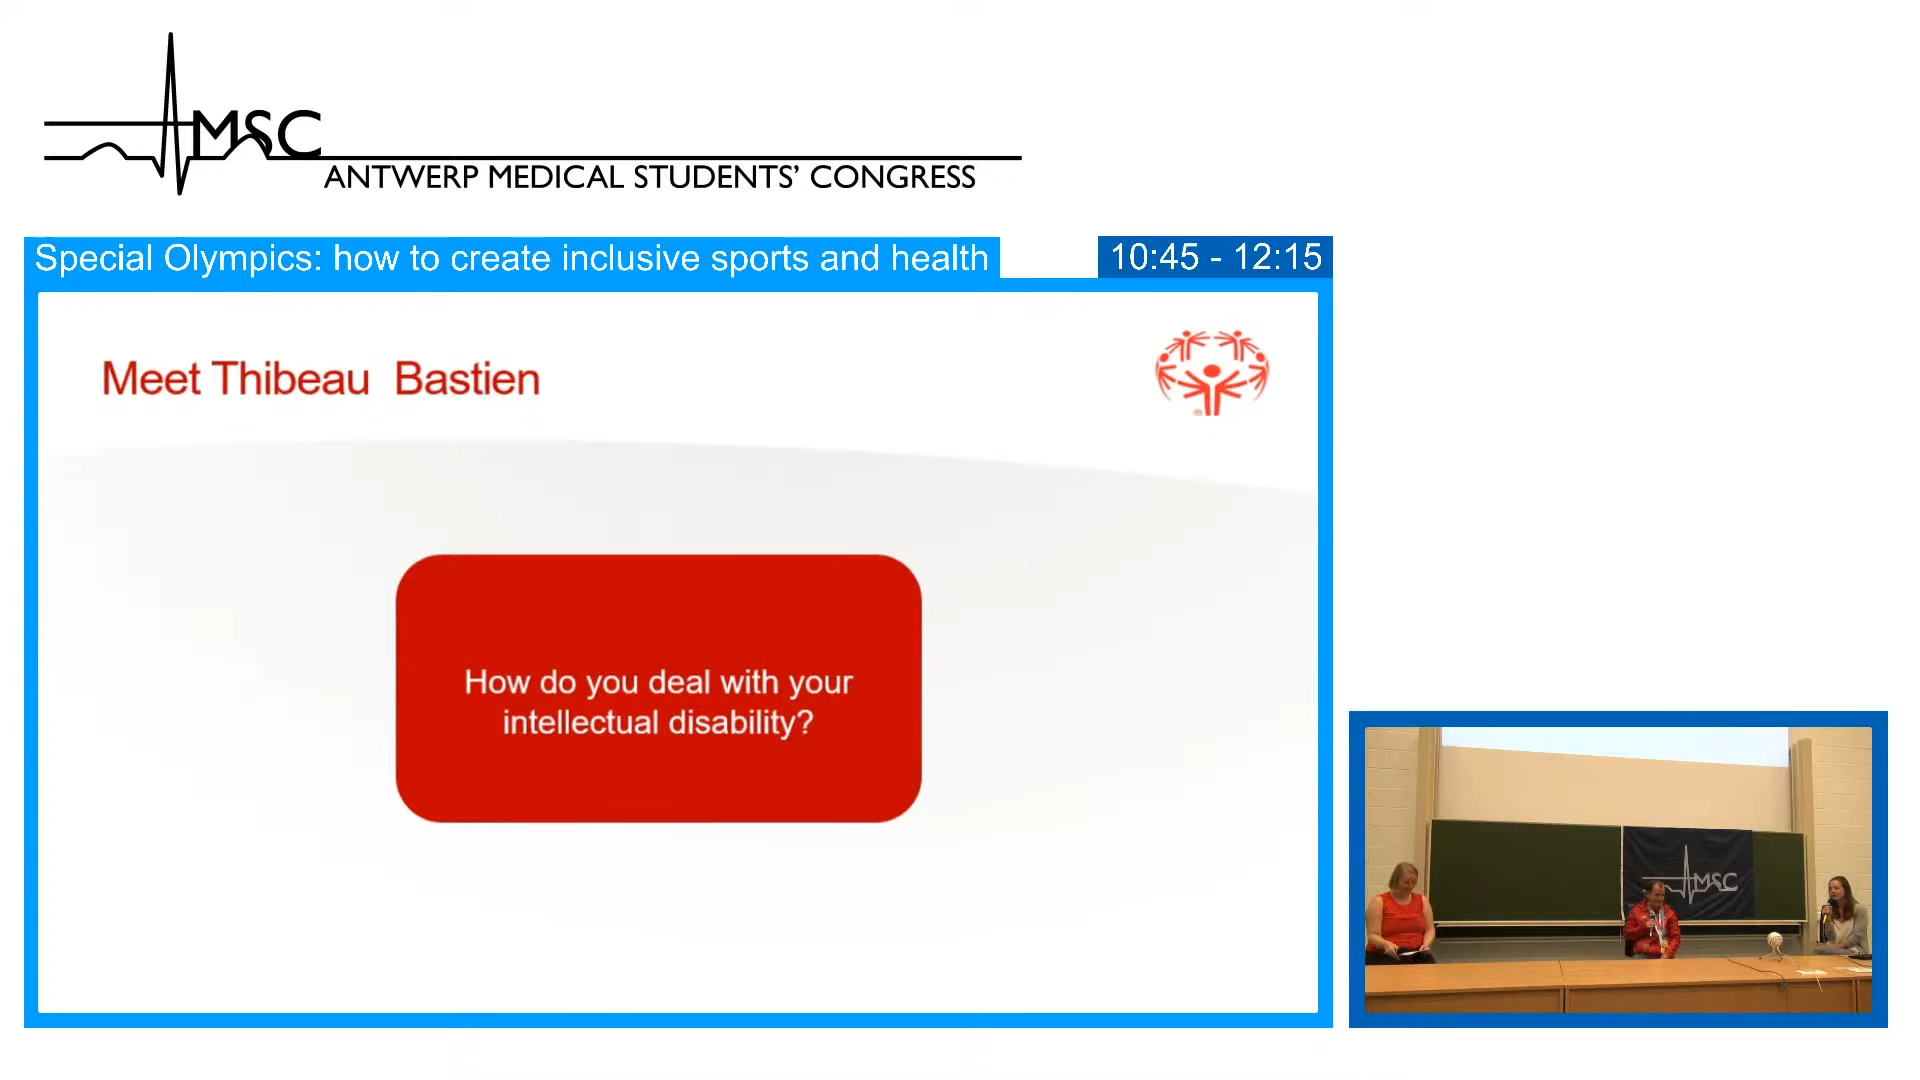 MSC
ANTWERP MEDICAL STUDENTS’ CONGRESS
Special Olympics: how to create inclusive sports and health
10:45 - 12:15
Meet Thibeau Bastien
How do you deal with your
intellectual disability?
MSC